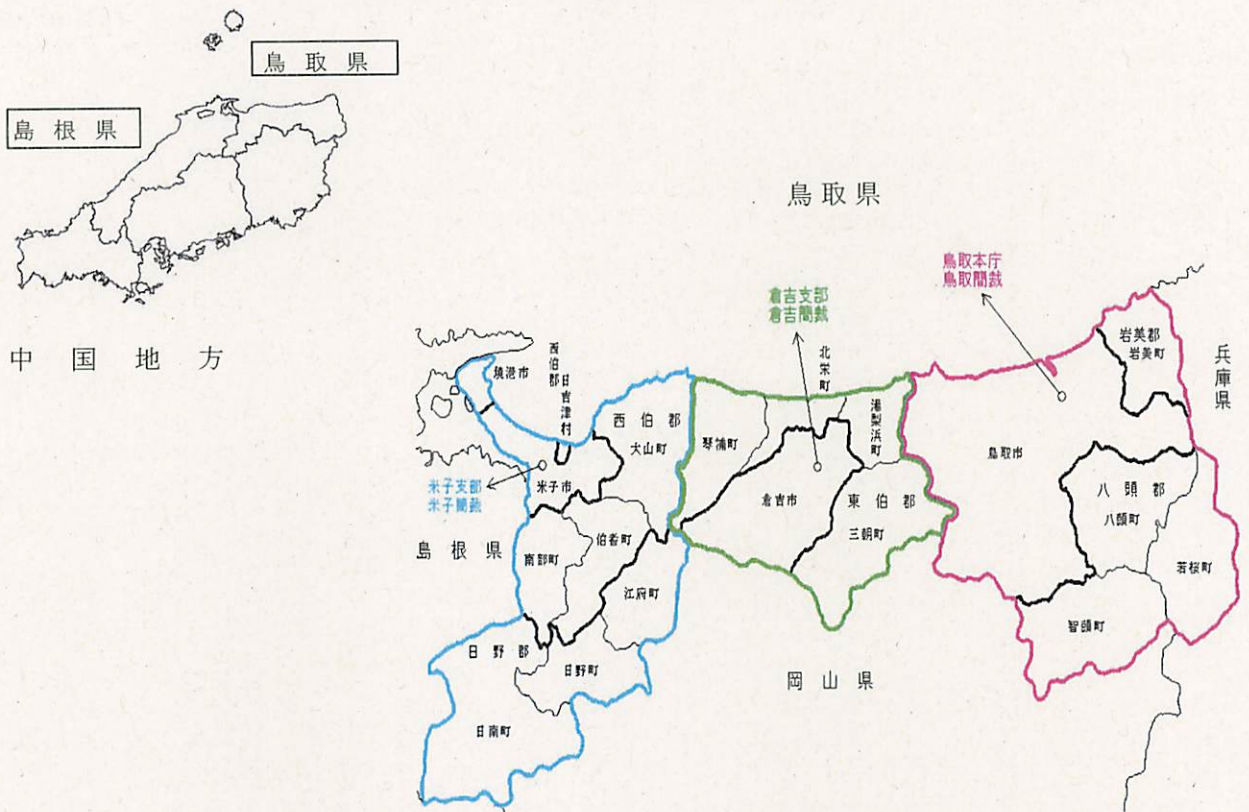 鳥取県
島根県
中国地方
鳥取県
鳥取本庁
鳥取簡裁
倉吉支部
倉吉簡裁
米子支部
米子簡裁
兵庫県
島根県
岡山県
境港市
西伯郡
日吉津村
西伯郡
大山町
米子市
南部町
伯耆町
江府町
日野郡
日野町
日南町
北栄町
湯梨浜町
琴浦町
倉吉市
東伯郡
三朝町
岩美郡
岩美町
鳥取市
八頭郡
八頭町
若桜町
智頭町